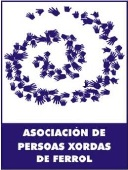 ASOCIACIÓN DE
PERSOAS XORDAS
DE FERROL